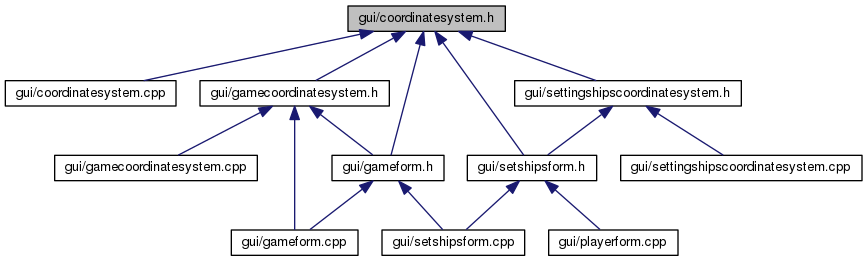 gui/coordinatesystem.h
gui/coordinatesystem.cpp
gui/gamecoordinatesystem.h
gui/settingshipscoordinatesystem.h
gui/gamecoordinatesystem.cpp
gui/gameform.h
gui/setshipsform.h
gui/settingshipscoordinatesystem.cpp
gui/gameform.cpp
gui/setshipsform.cpp
gui/playerform.cpp